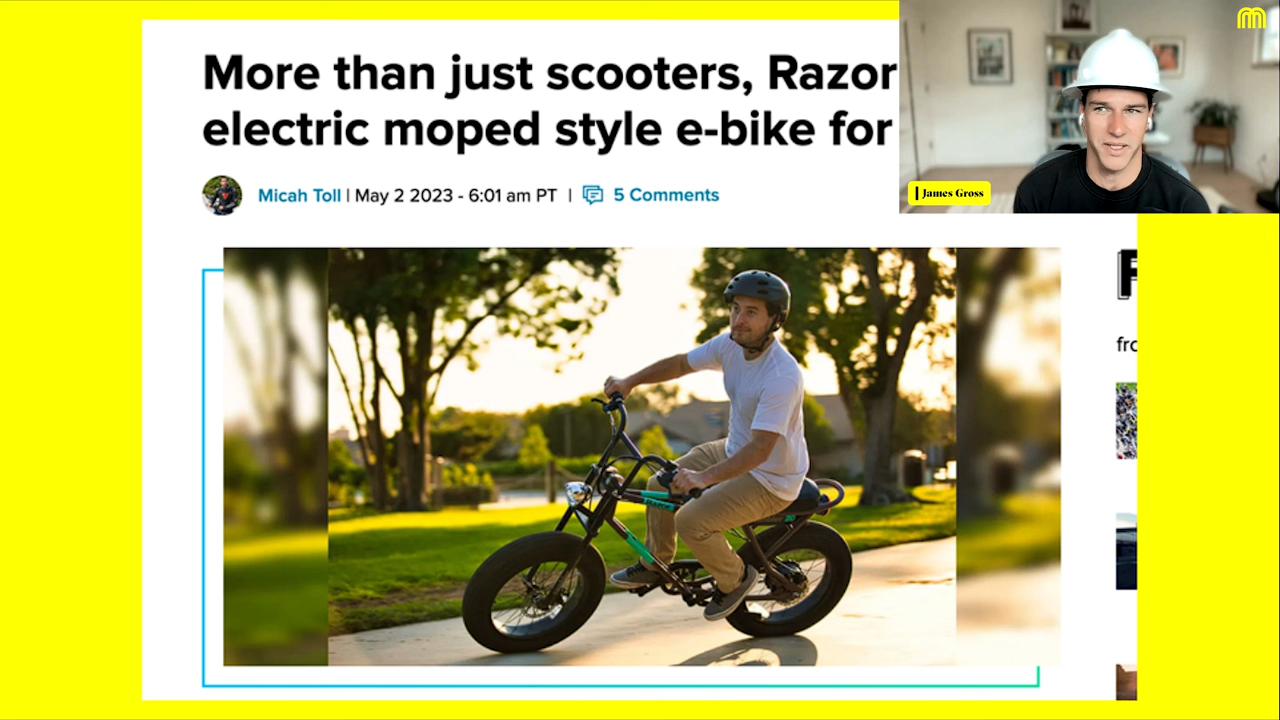 More than just scooters, Razor
electric moped style e-bike for
Micah Toll | May 2 2023 - 6:01 am PT | 5 Comments
James Gross
fro